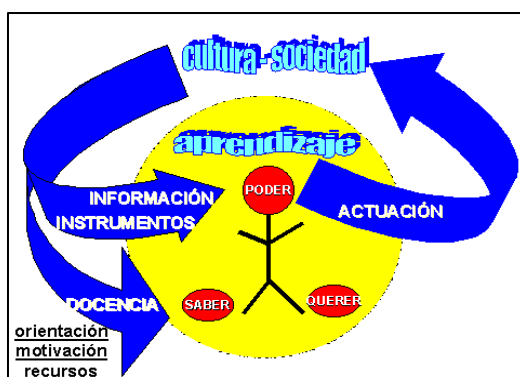 cultura - sociedad
aprendizaje
PODER
INFORMACIÓN
INSTRUMENTOS
ACTUACIÓN
DOCENCIA
SABER
QUERER
orientación
motivación
recursos